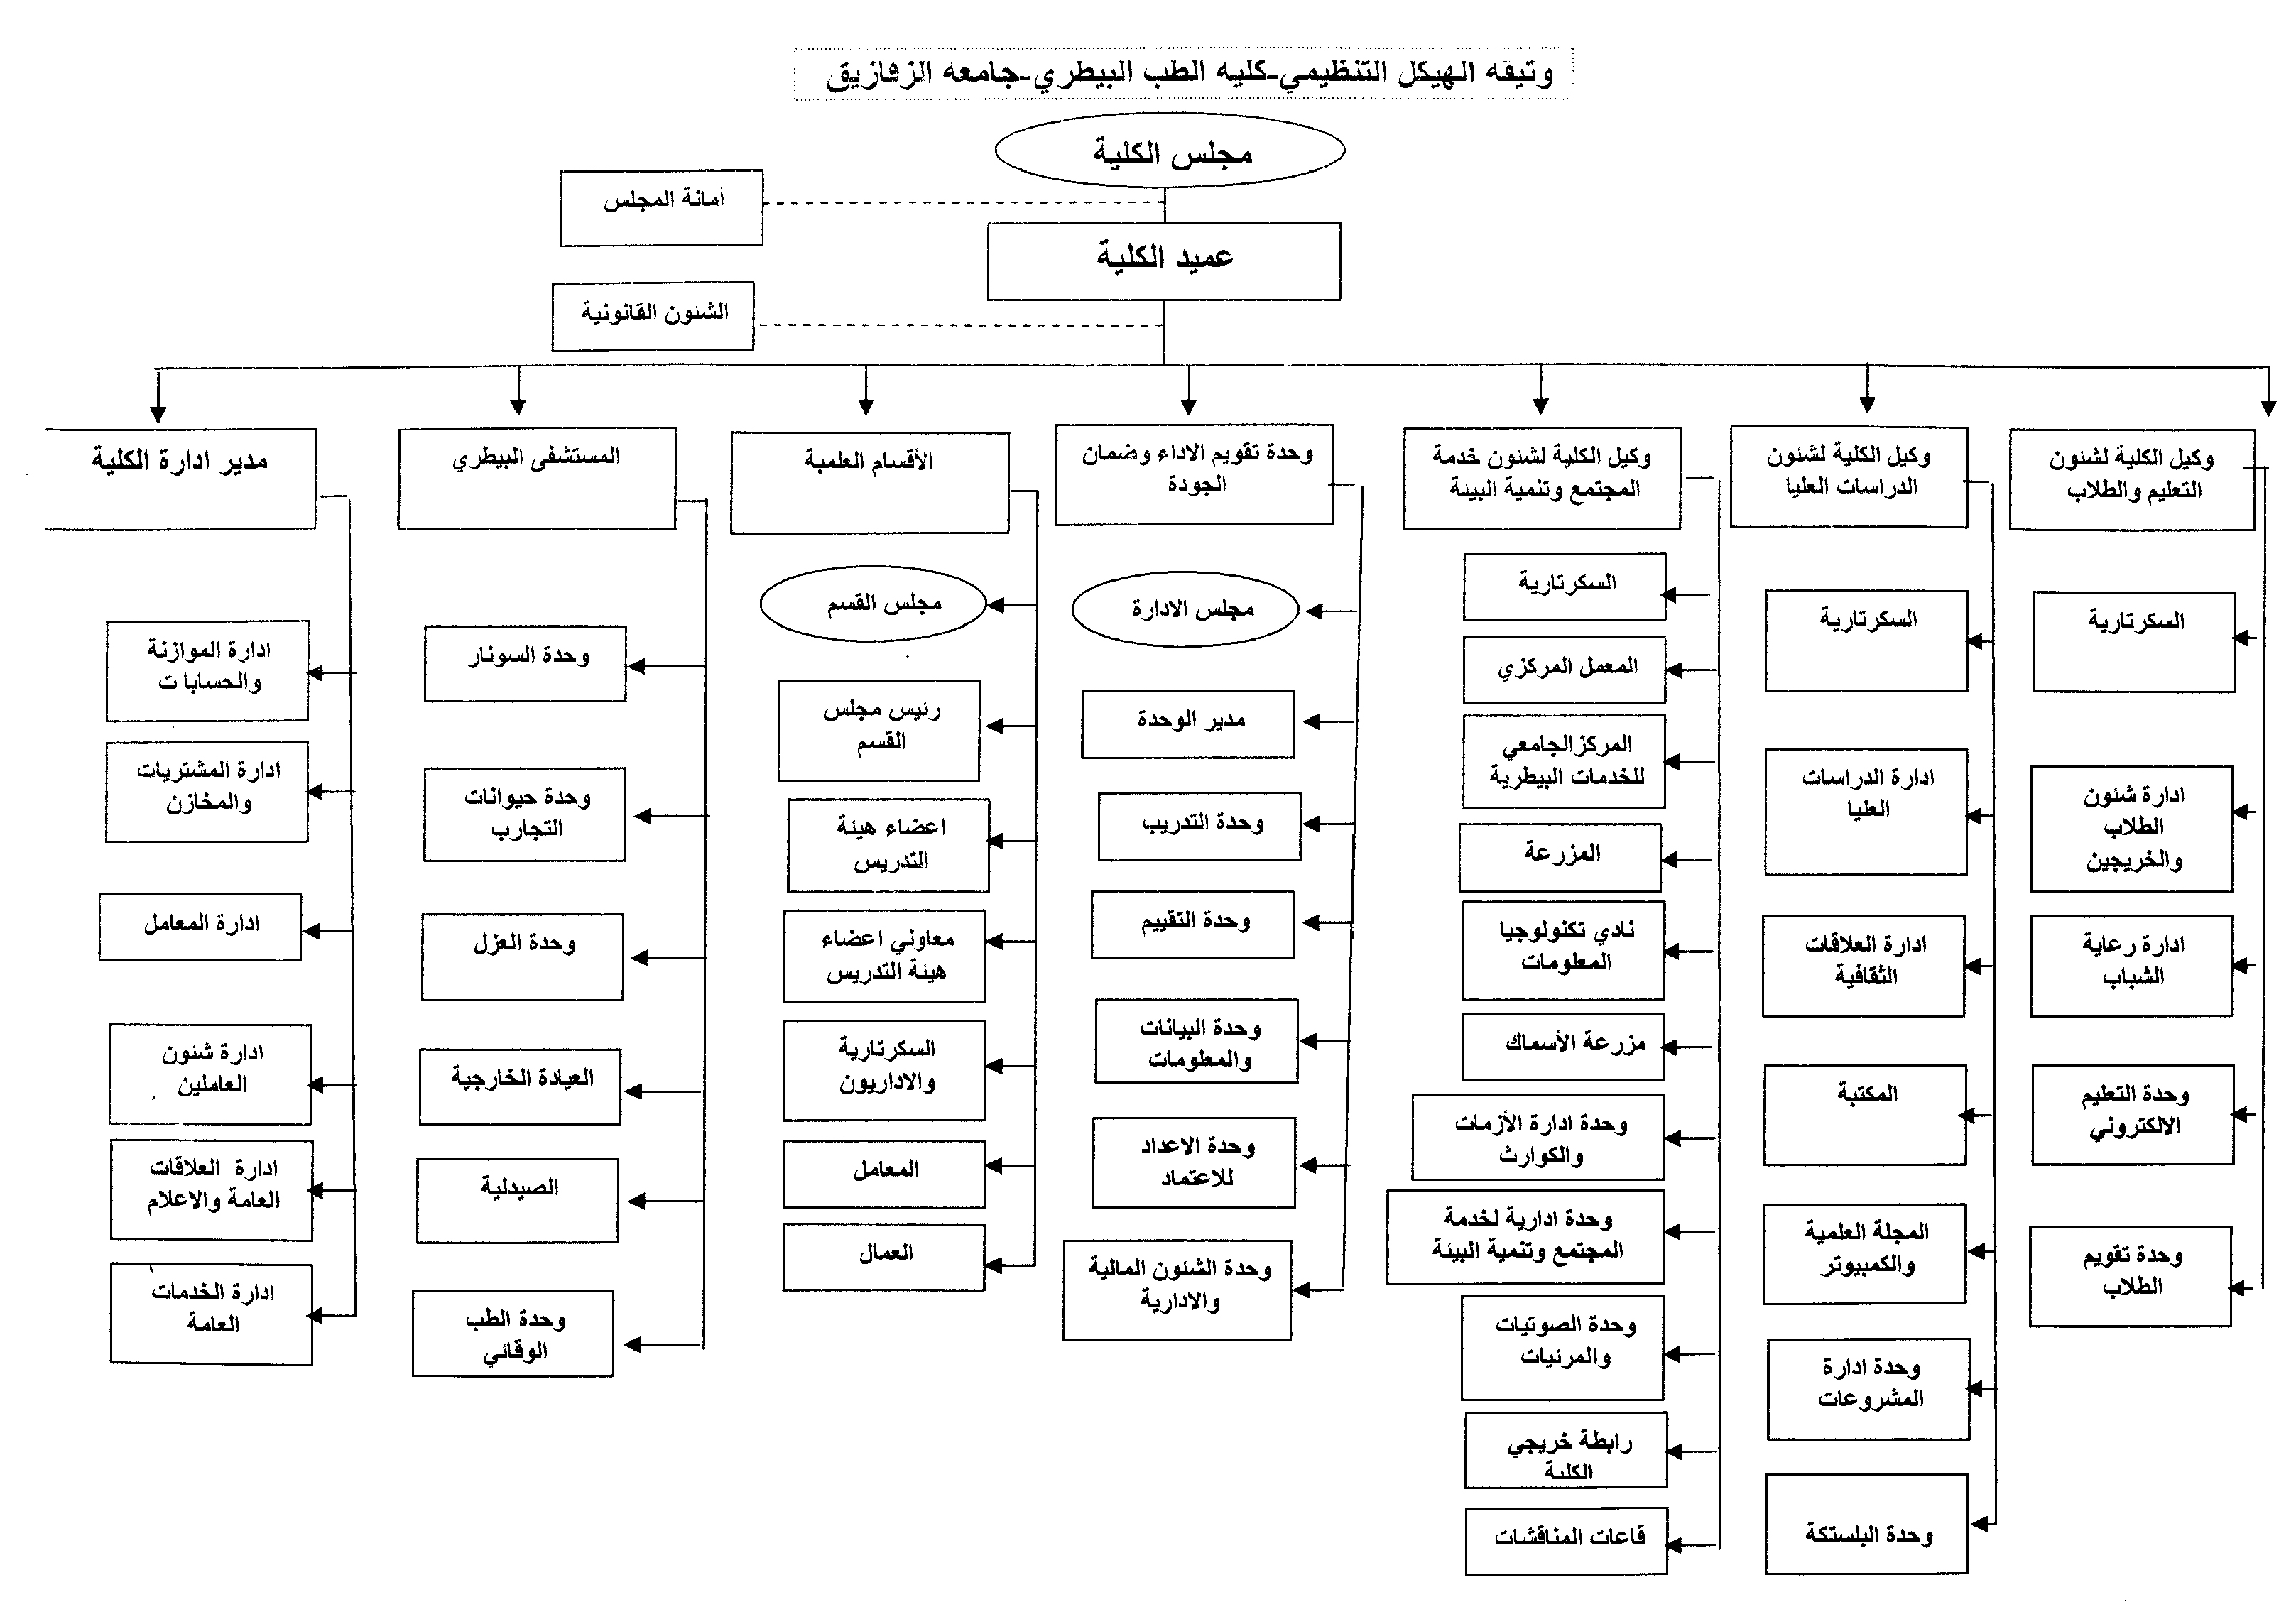 وثيقه الهيكل التنظيمي-كليه الطب البيطري-جامعه الزقازيق
مجلس الكلية
أمانة المجلس
عميد الكلية
الشئون القانونية
وكيل الكلية لشئون
التعليم والطلاب
السكرتارية
ادارة شئون
الطلاب
والخريجين
ادارة رعاية
الشباب
وحدة التعليم
الالكتروني
وحدة تقويم
الطلاب
وكيل الكلية لشئون
الدراسات العليا
السكرتارية
ادارة الدراسات
العليا
ادارة العلاقات
الثقافية
المكتبة
المجلة العلمية
والكمبيوتر
وحدة ادارة
المشروعات
وحدة البلستكة
وكيل الكلية لشئون خدمة
المجتمع وتنمية البيئة
السكرتارية
المعمل المركزي
المركز الجامعي
للخدمات البيطرية
المزرعة
نادي تكنولوجيا
المعلومات
مزرعة الأسماك
وحدة ادارة الأزمات
والكوارث
وحدة ادارية لخدمة
المجتمع وتنمية البيئة
وحدة الصوتيات
والمرئيات
رابطة خريجي
الكلية
قاعات المناقشات
وحدة تقويم الاداء وضمان
الجودة
مجلس الادارة
مدير الوحدة
وحدة التدريب
وحدة التقييم
وحدة البيانات
والمعلومات
وحدة الاعداد
للاعتماد
وحدة الشئون المالية
والادارية
الأقسام العلمية
مجلس القسم
رئيس مجلس
القسم
اعضاء هيئة
التدريس
معاوني اعضاء
هيئة التدريس
السكرتارية
والاداريون
المعامل
العمال
المستشفى البيطري
وحدة السونار
وحدة حيوانات
التجارب
وحدة العزل
العيادة الخارجية
الصيدلية
وحدة الطب
الوقائي
مدير ادارة الكلية
ادارة الموازنة
والحسابا ت
ادارة المشتريات
والمخازن
ادارة المعامل
ادارة شئون
العاملين
ادارة العلاقات
العامة والاعلام
ادارة الخدمات
العامة